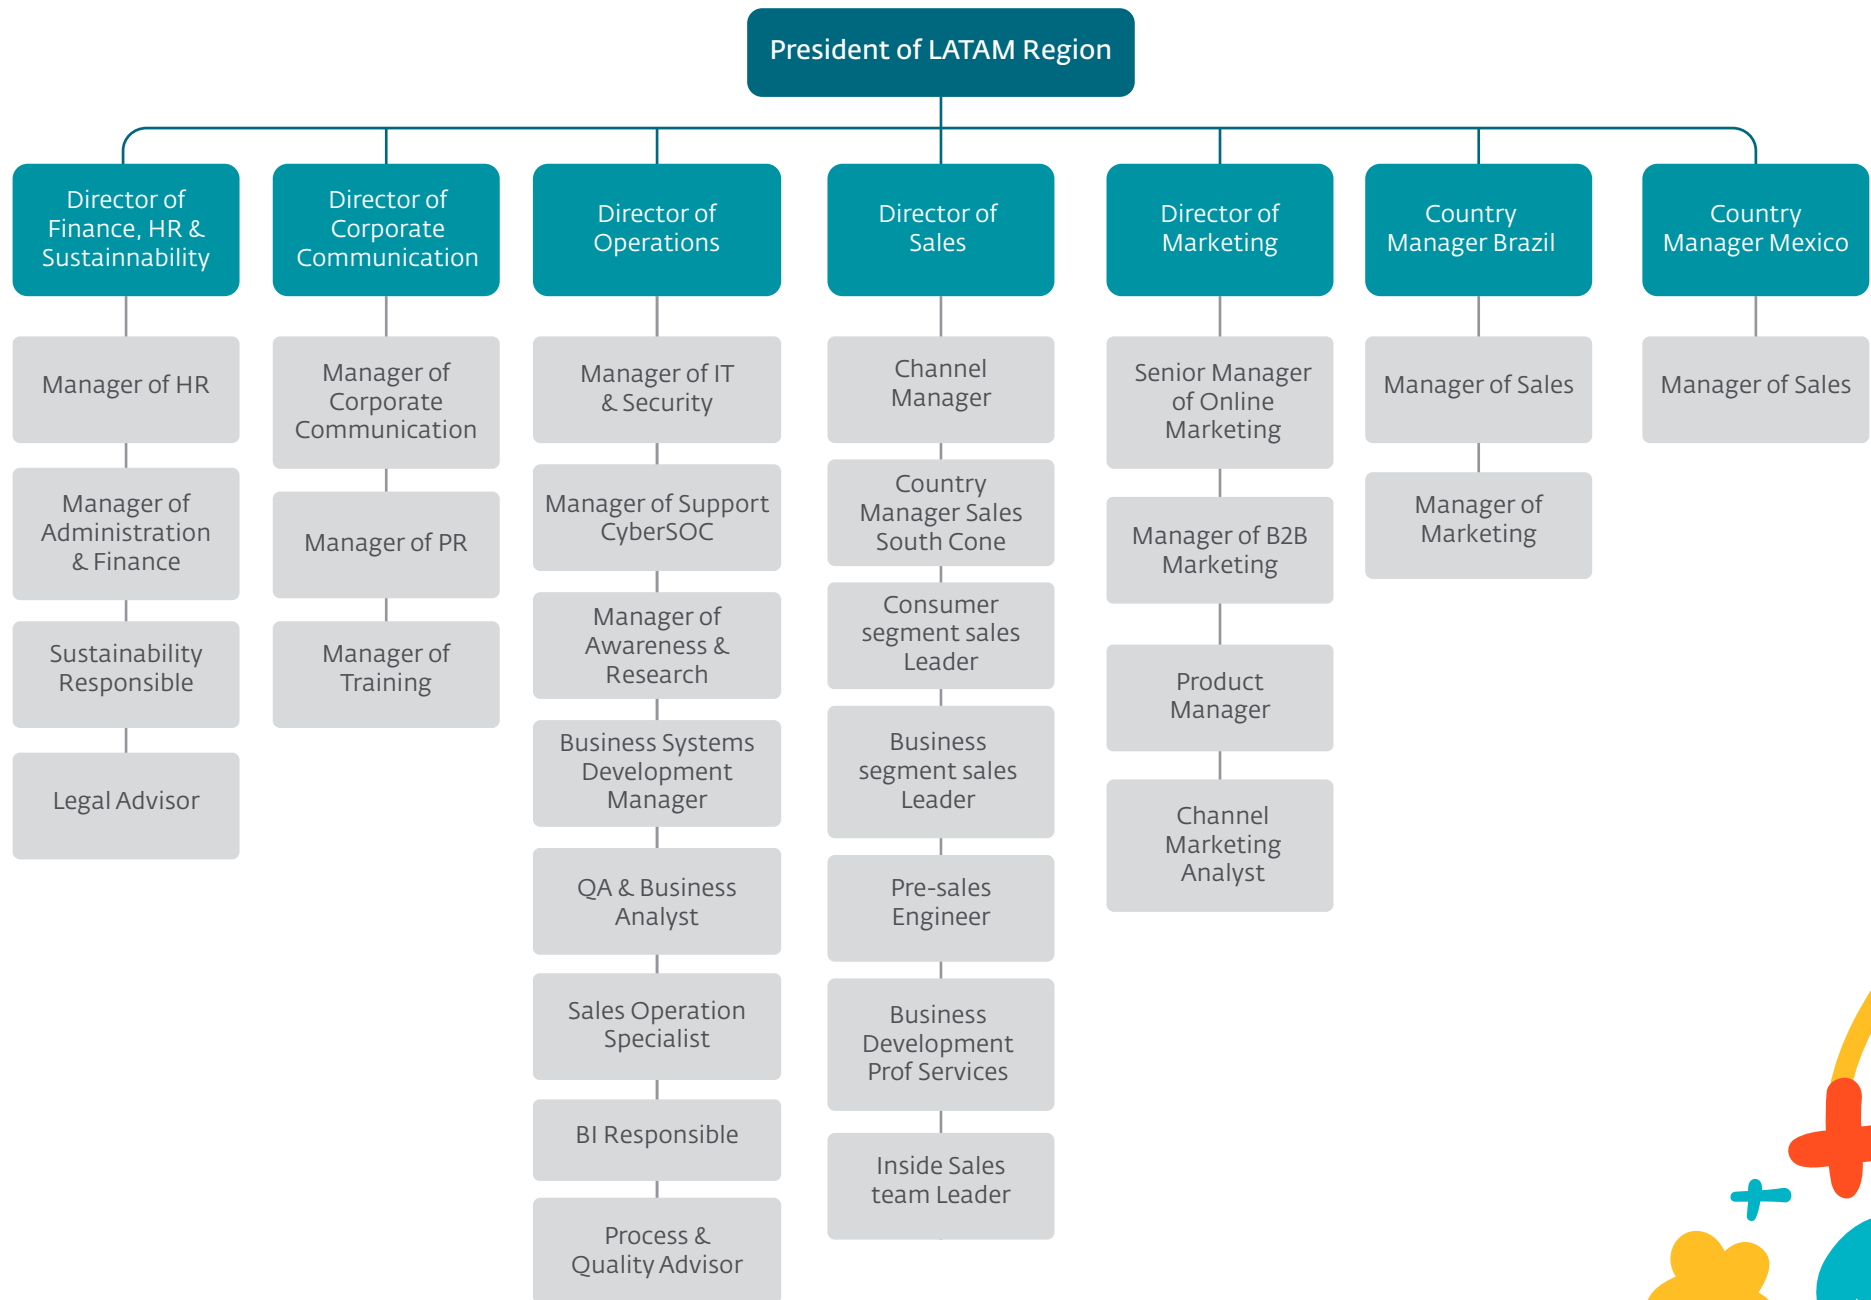 President of LATAM Region
Director of
Finance, HR &
Sustainnability
Manager of HR
Manager of
Administration
& Finance
Sustainability
Responsible
Legal Advisor
Director of
Corporate
Communication
Manager of
Corporate
Communication
Manager of PR
Manager of
Training
Director of
Operations
Manager of IT
& Security
Manager of Support
CyberSOC
Manager of
Awareness &
Research
Business Systems
Development
Manager
QA & Business
Analyst
Sales Operation
Specialist
BI Responsible
Process &
Quality Advisor
Director of
Sales
Channel
Manager
Country
Manager Sales
South Cone
Consumer
segment sales
Leader
Business
segment sales
Leader
Pre-sales
Engineer
Business
Development
Prof Services
Inside Sales
team Leader
Director of
Marketing
Senior Manager
of Online
Marketing
Manager of B2B
Marketing
Product
Manager
Channel
Marketing
Analyst
Country
Manager Brazil
Manager of Sales
Manager of
Marketing
Country
Manager Mexico
Manager of Sales